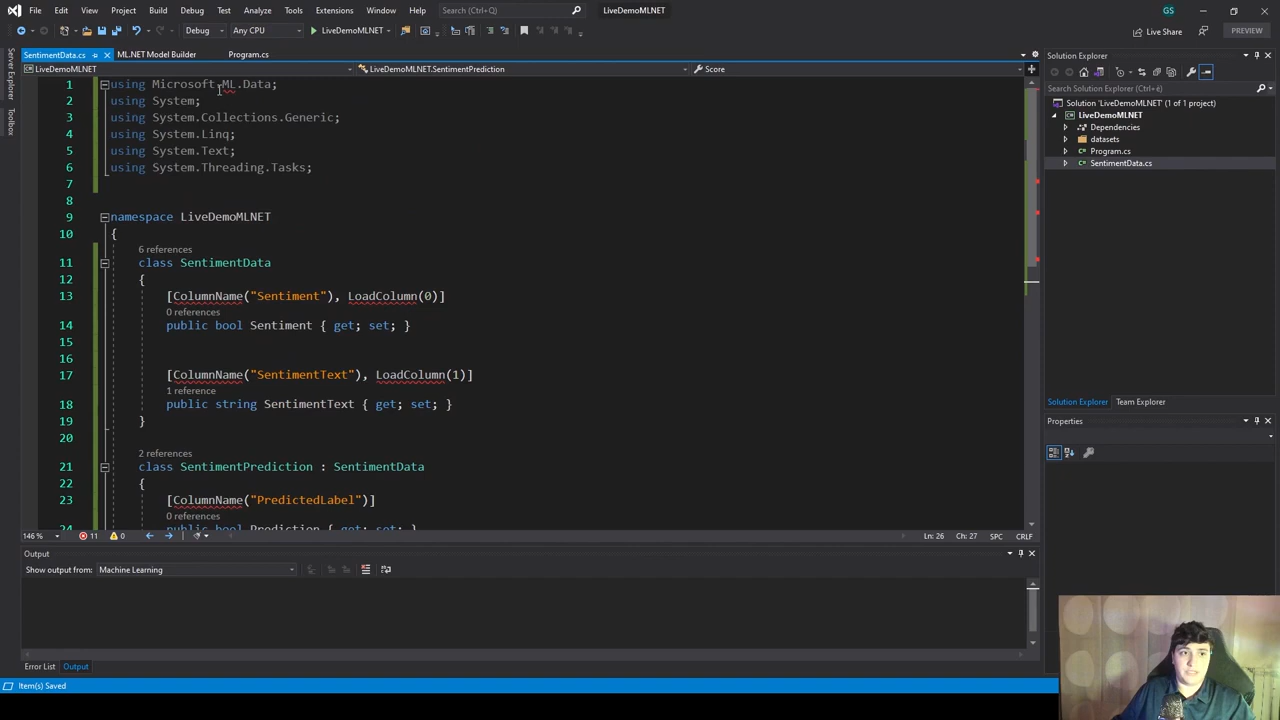 File Edit View Git Project Build Debug Test Analyze Tools Extensions Window Help Search (Ctrl+Q) LiveDemoMLNET GS
Debug Any CPU LiveDemoMLNET Live Share PREVIEW
Server Explorer
Toolbox
SentimentData.cs ML.NET Model Builder Program.cs
LiveDemoMLNET LiveDemoMLNET.SentimentPrediction Score
1 using Microsoft.ML.Data;
2 using System;
3 using System.Collections.Generic;
4 using System.Linq;
5 using System.Text;
6 using System.Threading.Tasks;
7
8
9 namespace LiveDemoMLNET
10 {
6 references
11 class SentimentData
12 {
13 [ColumnName("Sentiment"), LoadColumn(0)]
0 references
14 public bool Sentiment { get; set; }
15
16
17 [ColumnName("SentimentText"), LoadColumn(1)]
1 reference
18 public string SentimentText { get; set; }
19 }
20
2 references
21 class SentimentPrediction : SentimentData
22 {
23 [ColumnName("PredictedLabel")]
0 references
24 public bool Prediction { get; set; }
146 % 11 0 Ln: 26 Ch: 27 SPC CRLF
Output
Show output from: Machine Learning
Error List Output
Item(s) Saved
Solution Explorer
Search Solution Explorer (Ctrl+è)
Solution 'LiveDemoMLNET' (1 of 1 project)
LiveDemoMLNET
Dependencies
datasets
Program.cs
SentimentData.cs
Solution Explorer Team Explorer
Properties